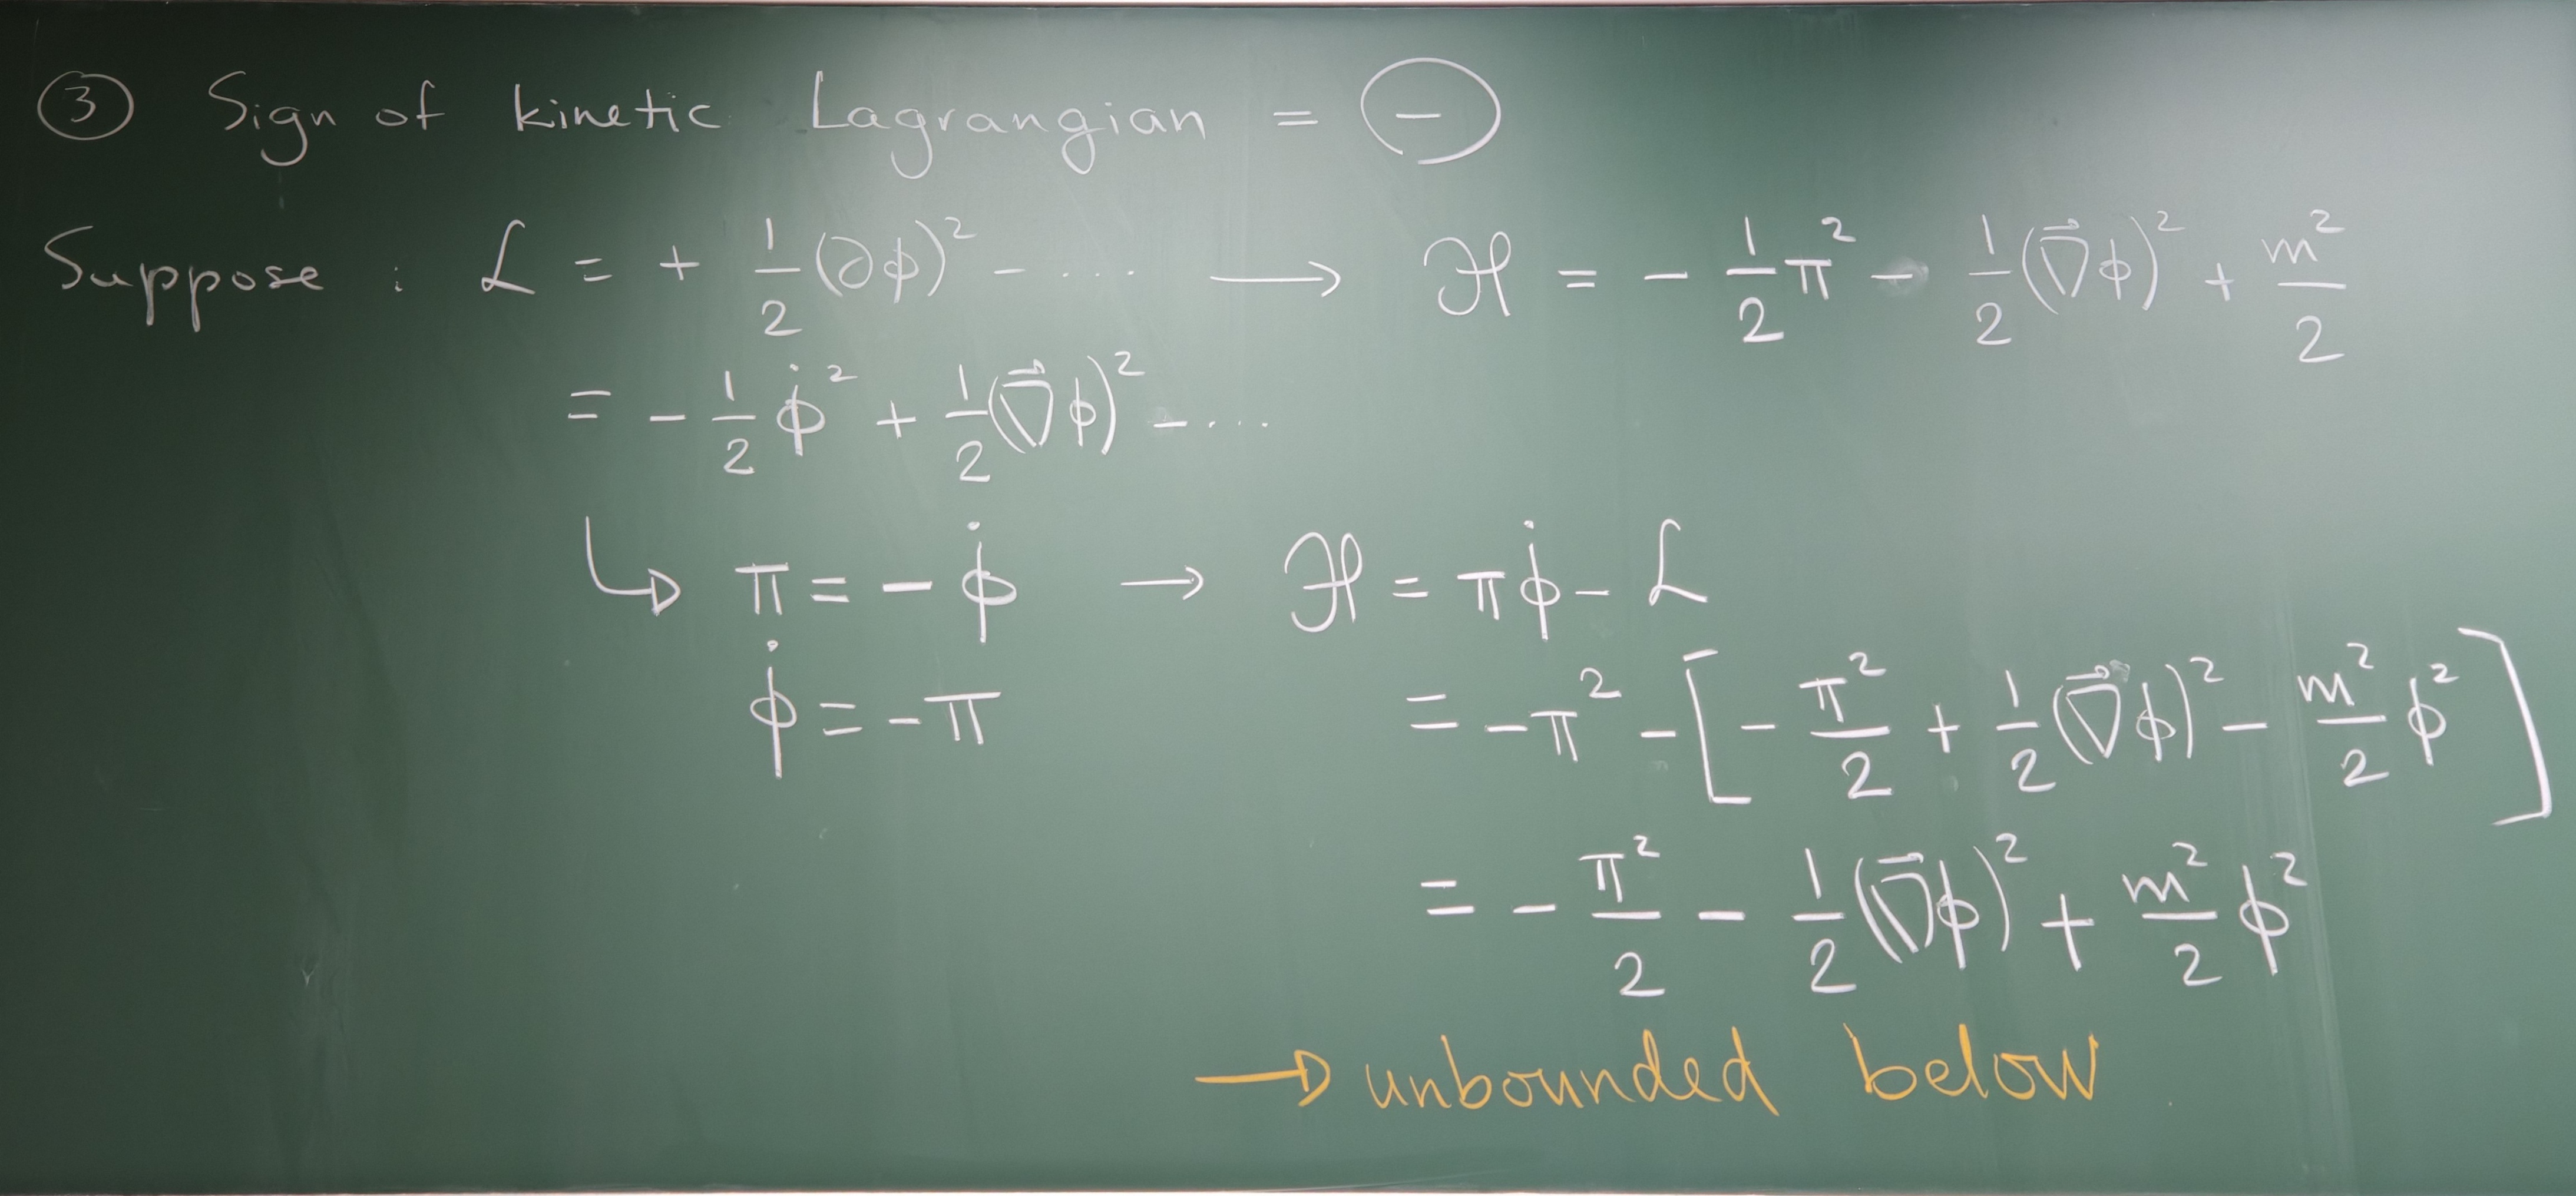 ③ Sign of kinetic Lagrangian = ⊖
Suppose : ℒ = + 1/2 (∂ϕ)² - .... ⟶ ℋ = - 1/2 π² - 1/2 (∇⃗ϕ)² + m²/2
= - 1/2 ϕ̇² + 1/2 (∇⃗ϕ)² - ....
↳ π = - ϕ̇ → ℋ = πϕ̇ - ℒ
ϕ̇ = -π
= -π² - [ - π²/2 + 1/2 (∇⃗ϕ)² - m²/2 ϕ² ]
= - π²/2 - 1/2 (∇⃗ϕ)² + m²/2 ϕ²
→ unbounded below